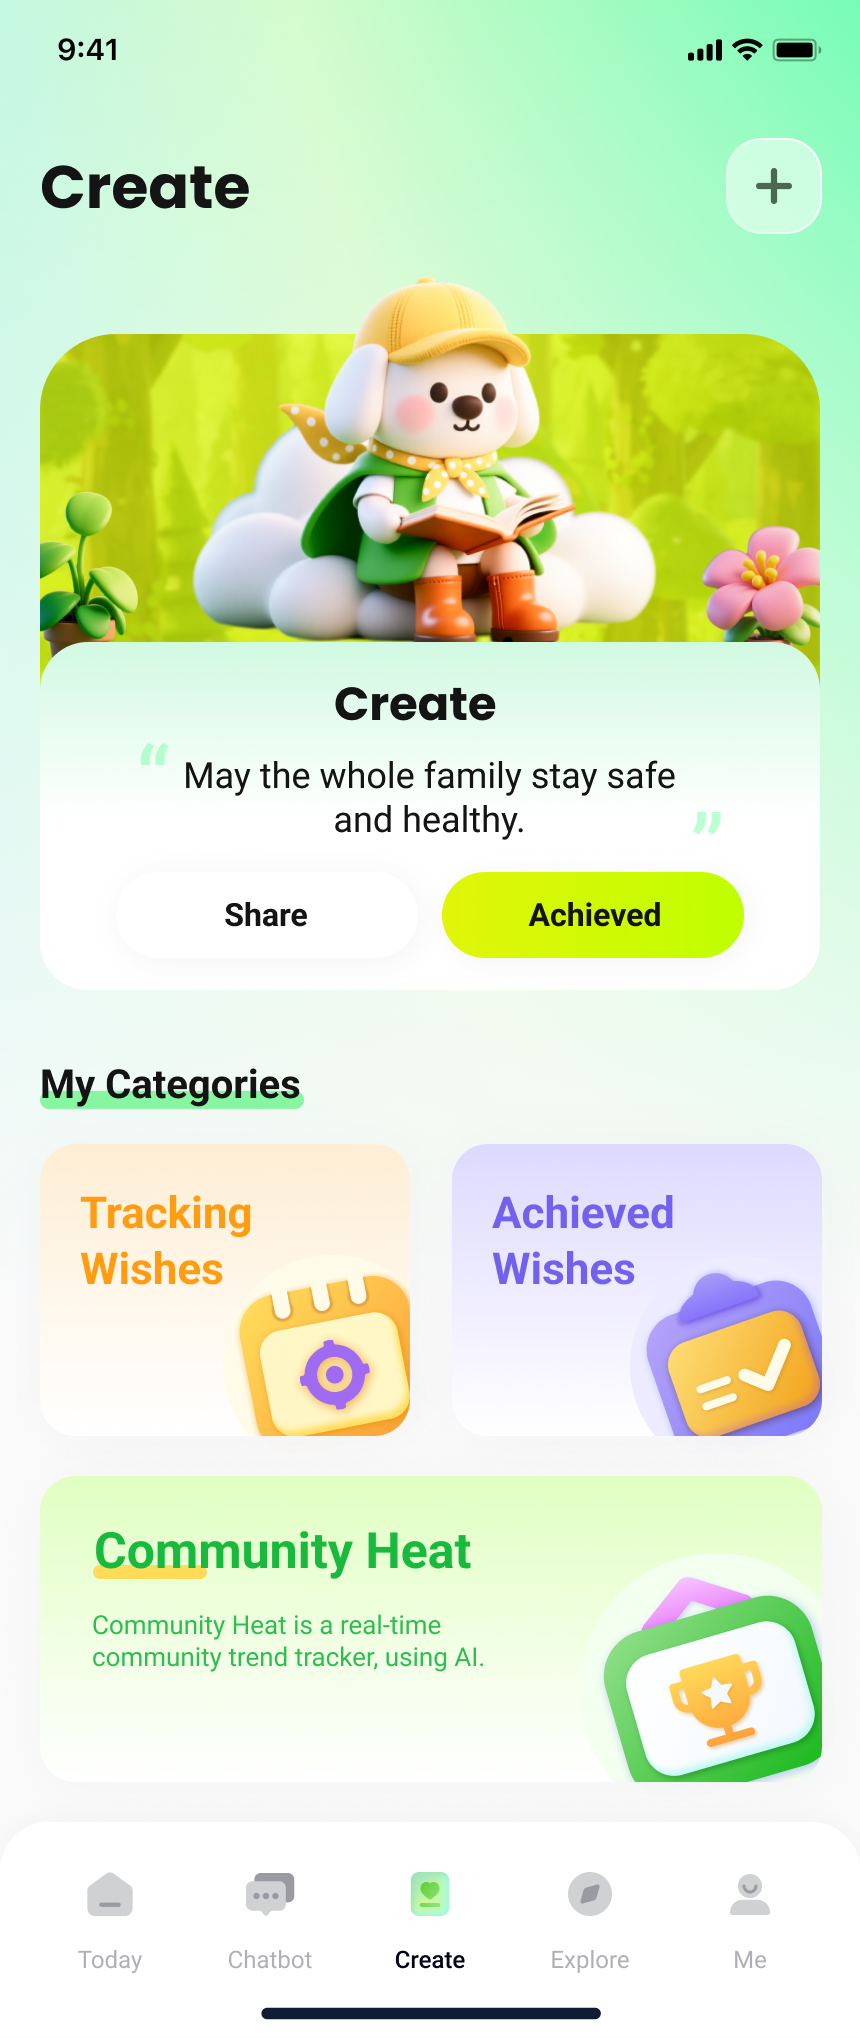 9:41
Create
Create
“ May the whole family stay safe
and healthy. ”
Share
Achieved
My Categories
Tracking
Wishes
Achieved
Wishes
Community Heat
Community Heat is a real-time
community trend tracker, using AI.
Today
Chatbot
Create
Explore
Me